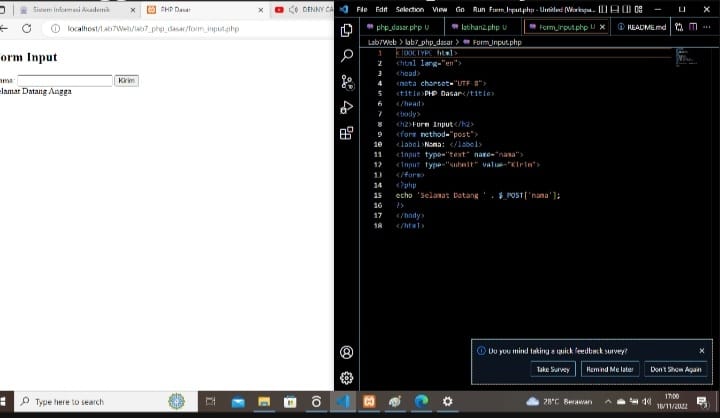 Sistem Informasi Akademik
PHP Dasar
DENNY CA
localhost/Lab7Web/lab7_php_dasar/form_input.php
orm Input
ama:
Kirim
elamat Datang Angga
File Edit Selection View Go Run Form_Input.php - Untitled (Workspa...
php_dasar.php U
latihan2.php U
Form_Input.php U
README.md
Lab7Web > lab7_php_dasar > Form_Input.php
1 <!DOCTYPE html>
2 <html lang="en">
3 <head>
4 <meta charset="UTF-8">
5 <title>PHP Dasar</title>
6 </head>
7 <body>
8 <h2>Form Input</h2>
9 <form method="post">
10 <label>Nama: </label>
11 <input type="text" name="nama">
12 <input type="submit" value="Kirim">
13 </form>
14 <?php
15 echo 'Selamat Datang ' . $_POST['nama'];
16 ?>
17 </body>
18 </html>
Do you mind taking a quick feedback survey?
Take Survey
Remind Me later
Don't Show Again
Type here to search
28°C Berawan
17:00
18/11/2022